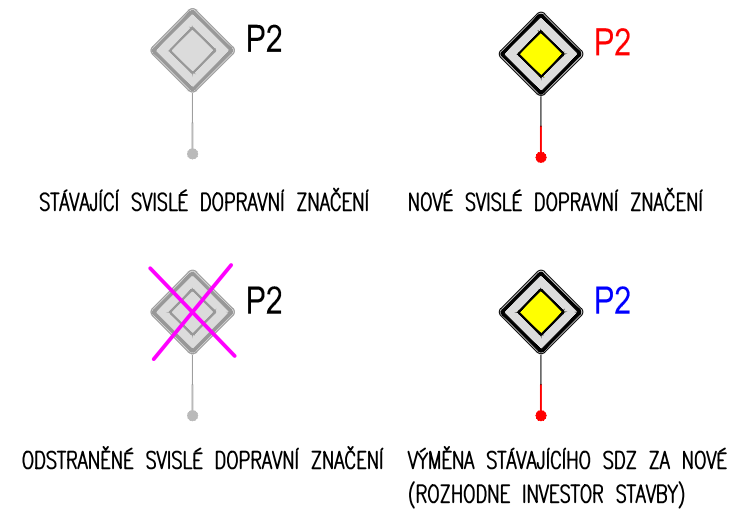 P2
STÁVAJÍCÍ SVISLÉ DOPRAVNÍ ZNAČENÍ
P2
NOVÉ SVISLÉ DOPRAVNÍ ZNAČENÍ
P2
ODSTRANĚNÉ SVISLÉ DOPRAVNÍ ZNAČENÍ
P2
VÝMĚNA STÁVAJÍCÍHO SDZ ZA NOVÉ
(ROZHODNE INVESTOR STAVBY)